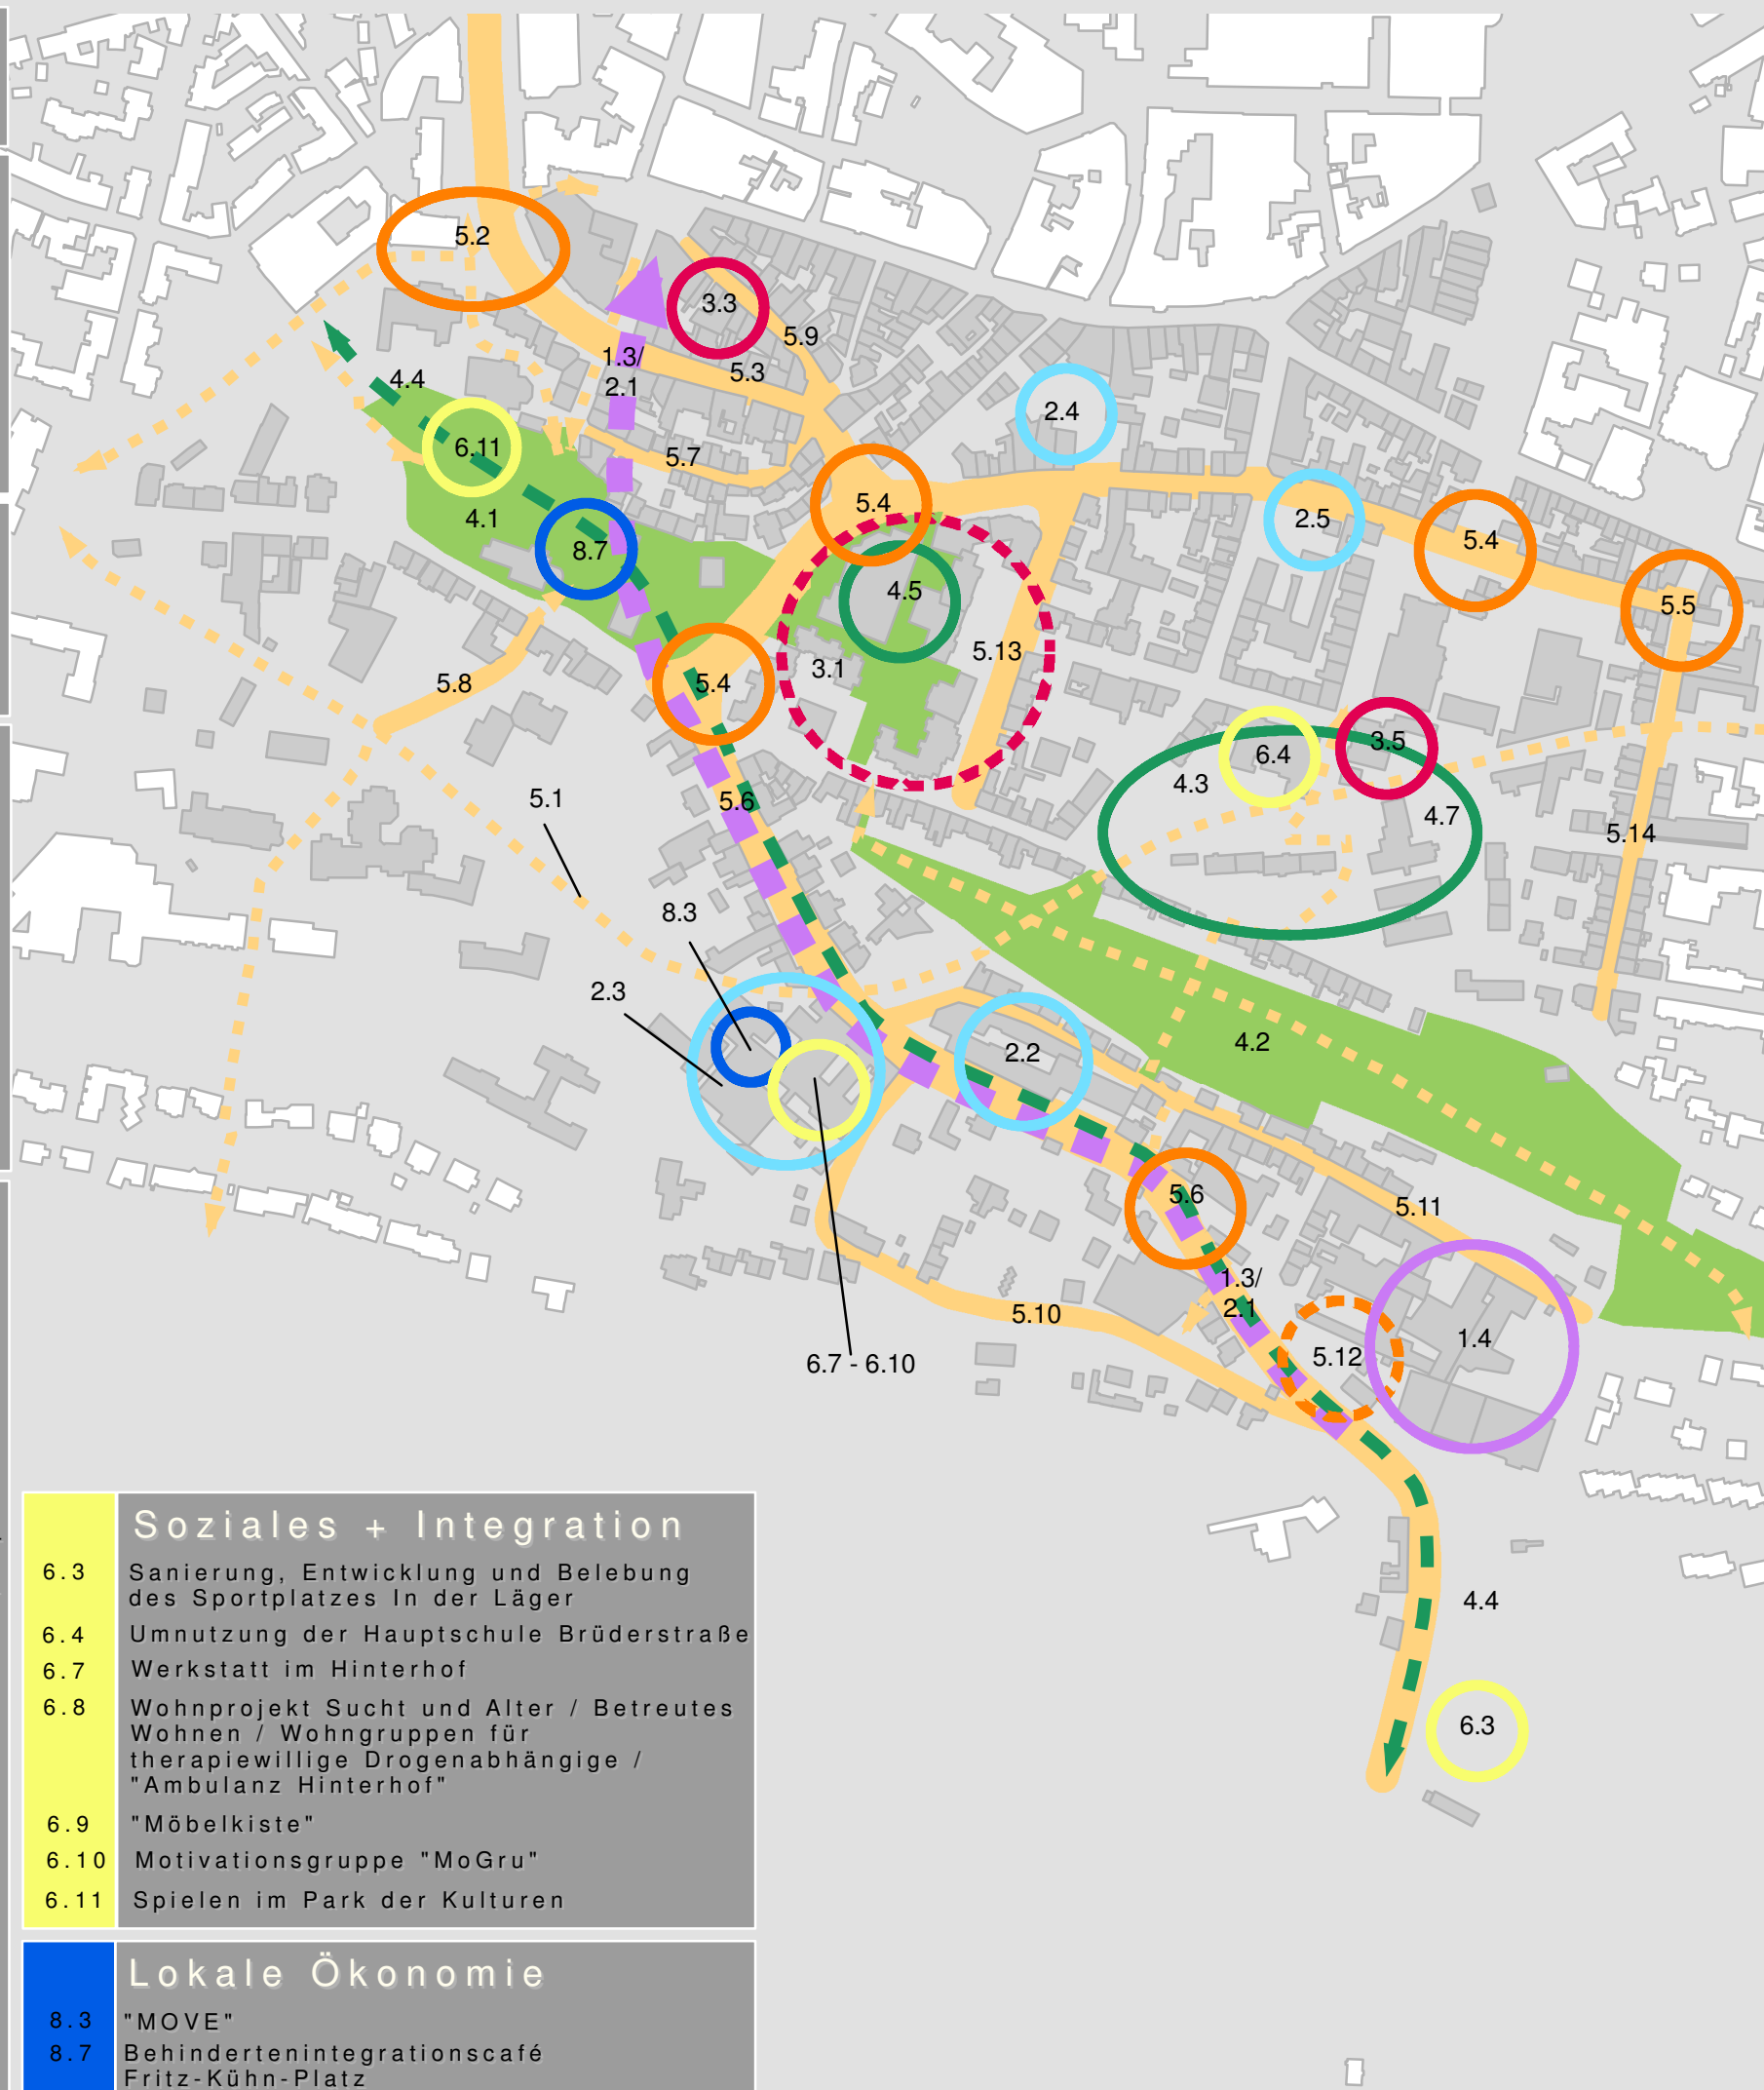 5.2
3.3
5.9
1.3/
5.3
2.1
4.4
2.4
6.11
5.7
4.1
5.4
2.5
5.4
8.7
4.5
5.5
3.1
5.13
5.8
5.4
3.5
6.4
4.3
5.1
5.6
4.7
5.14
8.3
2.3
2.2
4.2
5.6
5.11
1.3/
2.1
5.10
1.4
5.12
6.7 - 6.10
4.4
6.3
Soziales + Integration
6.3 Sanierung, Entwicklung und Belebung
des Sportplatzes In der Läger
6.4 Umnutzung der Hauptschule Brüderstraße
6.7 Werkstatt im Hinterhof
6.8 Wohnprojekt Sucht und Alter / Betreutes
Wohnen / Wohngruppen für
therapiewillige Drogenabhängige /
"Ambulanz Hinterhof"
6.9 "Möbelkiste"
6.10 Motivationsgruppe "MoGru"
6.11 Spielen im Park der Kulturen
Lokale Ökonomie
8.3 "MOVE"
8.7 Behindertenintegrationscafé
Fritz-Kühn-Platz